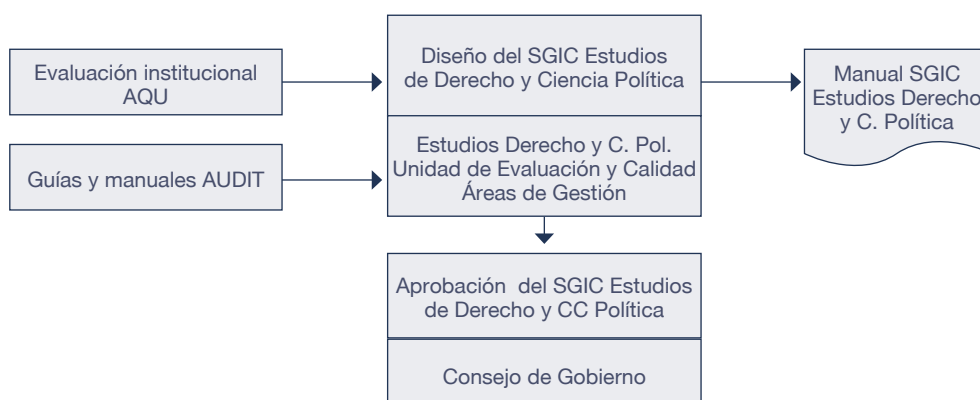 Evaluación institucional
AQU
Guías y manuales AUDIT
Diseño del SGIC Estudios
de Derecho y Ciencia Política
Estudios Derecho y C. Pol.
Unidad de Evaluación y Calidad
Áreas de Gestión
Manual SGIC
Estudios Derecho
y C. Política
Aprobación del SGIC Estudios
de Derecho y CC Política
Consejo de Gobierno